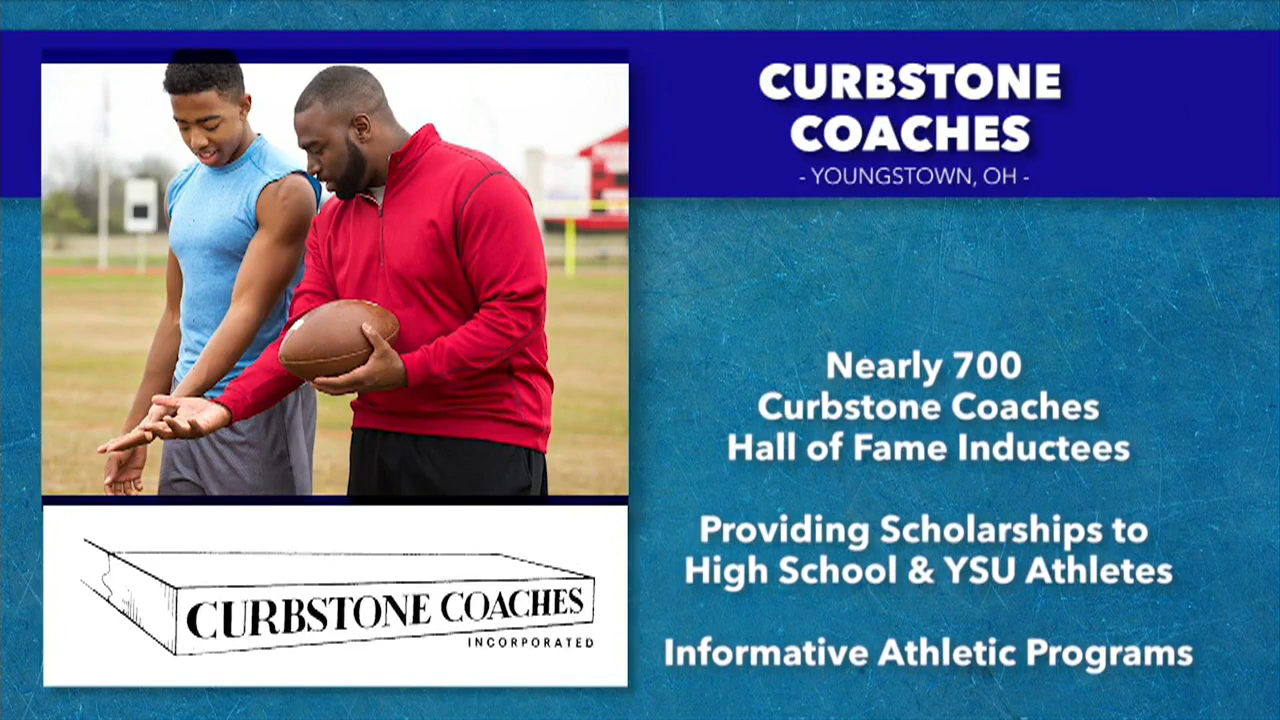 CURBSTONE
COACHES
- YOUNGSTOWN, OH -
Nearly 700
Curbstone Coaches
Hall of Fame Inductees
Providing Scholarships to
High School & YSU Athletes
Informative Athletic Programs
CURBSTONE COACHES
INCORPORATED